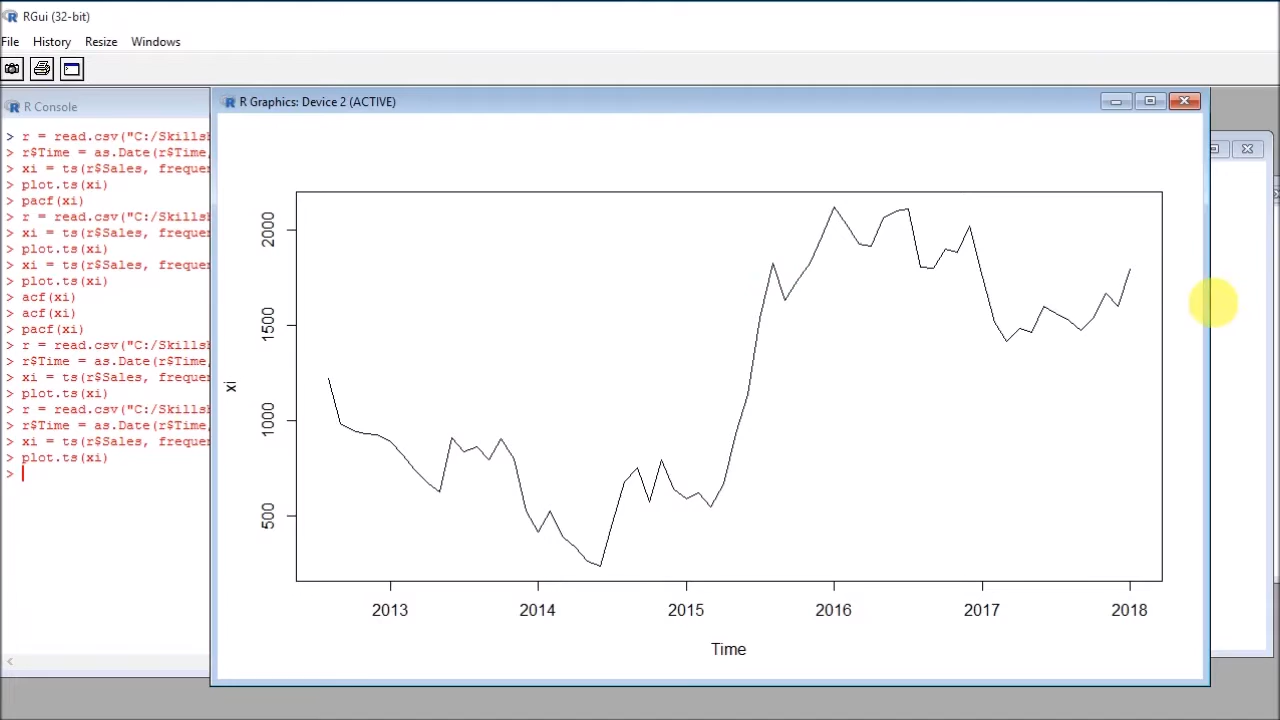 RGui (32-bit)
File History Resize Windows
R Console
R Graphics: Device 2 (ACTIVE)
> r = read.csv("C:/Skillsh
> r$Time = as.Date(r$Time,
> xi = ts(r$Sales, frequen
> plot.ts(xi)
> pacf(xi)
> r = read.csv("C:/Skillsh
> xi = ts(r$Sales, frequen
> plot.ts(xi)
> xi = ts(r$Sales, frequen
> plot.ts(xi)
> acf(xi)
> acf(xi)
> pacf(xi)
> r = read.csv("C:/Skillsh
> r$Time = as.Date(r$Time,
> xi = ts(r$Sales, frequen
> plot.ts(xi)
> r = read.csv("C:/Skillsh
> r$Time = as.Date(r$Time,
> xi = ts(r$Sales, frequen
> plot.ts(xi)
>
xi
2000
1500
1000
500
2013 2014 2015 2016 2017 2018
Time